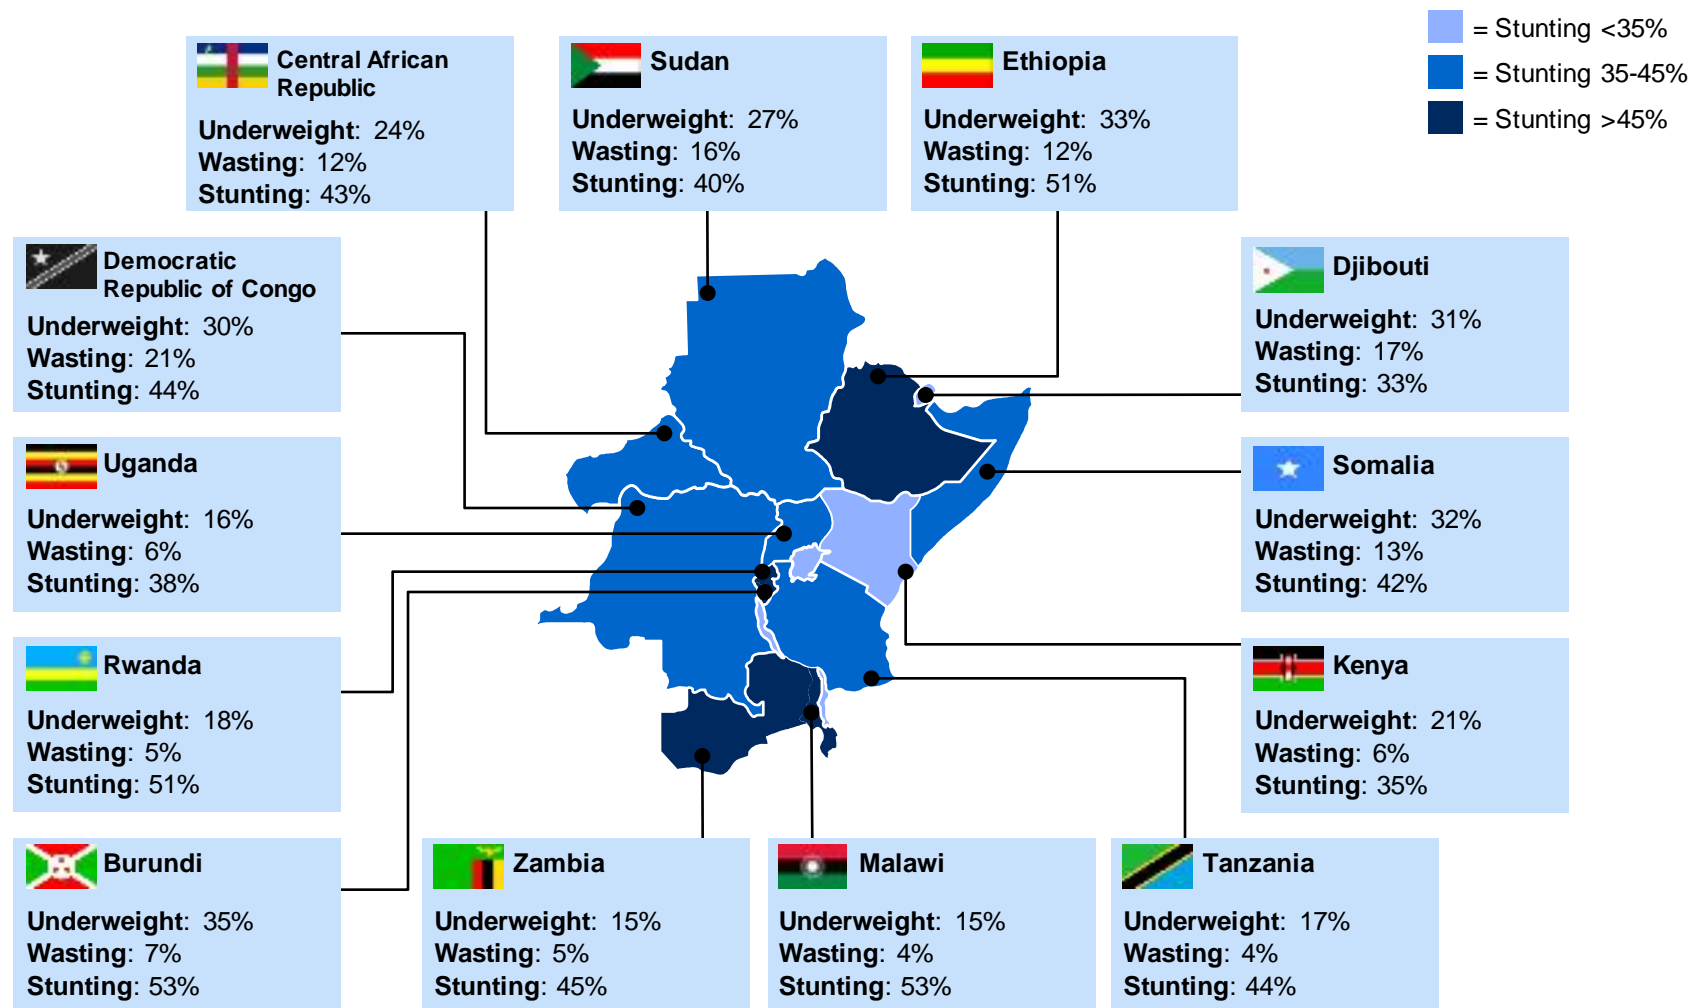 = Stunting <35%
= Stunting 35-45%
= Stunting >45%
Central African
Republic
Underweight: 24%
Wasting: 12%
Stunting: 43%
Sudan
Underweight: 27%
Wasting: 16%
Stunting: 40%
Ethiopia
Underweight: 33%
Wasting: 12%
Stunting: 51%
Democratic
Republic of Congo
Underweight: 30%
Wasting: 21%
Stunting: 44%
Djibouti
Underweight: 31%
Wasting: 17%
Stunting: 33%
Uganda
Underweight: 16%
Wasting: 6%
Stunting: 38%
Somalia
Underweight: 32%
Wasting: 13%
Stunting: 42%
Rwanda
Underweight: 18%
Wasting: 5%
Stunting: 51%
Kenya
Underweight: 21%
Wasting: 6%
Stunting: 35%
Burundi
Underweight: 35%
Wasting: 7%
Stunting: 53%
Zambia
Underweight: 15%
Wasting: 5%
Stunting: 45%
Malawi
Underweight: 15%
Wasting: 4%
Stunting: 53%
Tanzania
Underweight: 17%
Wasting: 4%
Stunting: 44%